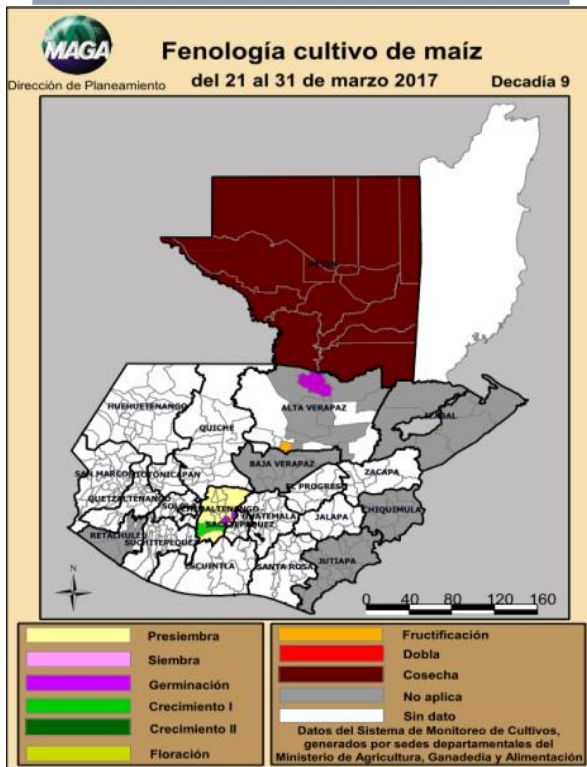 MAGA
Dirección de Planeamiento
Fenología cultivo de maíz
del 21 al 31 de marzo 2017
Decadía 9
PETEN
HUEHUETENANGO
QUICHE
ALTA VERAPAZ
IZABAL
BAJA VERAPAZ
ZACAPA
SAN MARCOS
TOTONICAPAN
EL PROGRESO
QUETZALTENANGO
SOLOLA
CHIMALTENANGO
GUATEMALA
JALAPA
CHIQUIMULA
SACATEPEQUEZ
RETALHULEU
SUCHITEPEQUEZ
JUTIAPA
ESCUINTLA
SANTA ROSA
N
0 40 80 120 160
Presiembra
Siembra
Germinación
Crecimiento I
Crecimiento II
Floración
Fructificación
Dobla
Cosecha
No aplica
Sin dato
Datos del Sistema de Monitoreo de Cultivos,
generados por sedes departamentales del
Ministerio de Agricultura, Ganadedía y Alimentación